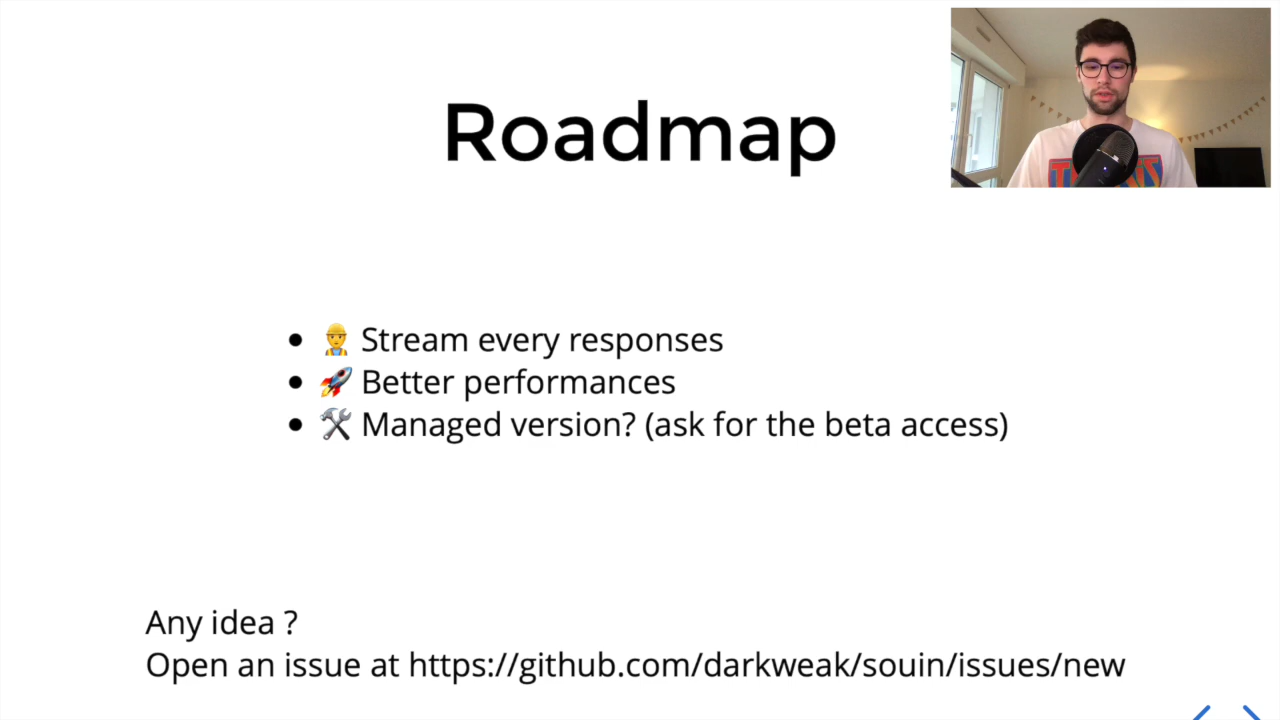 Roadmap
👷 Stream every responses
🚀 Better performances
🛠️ Managed version? (ask for the beta access)
Any idea ?
Open an issue at https://github.com/darkweak/souin/issues/new